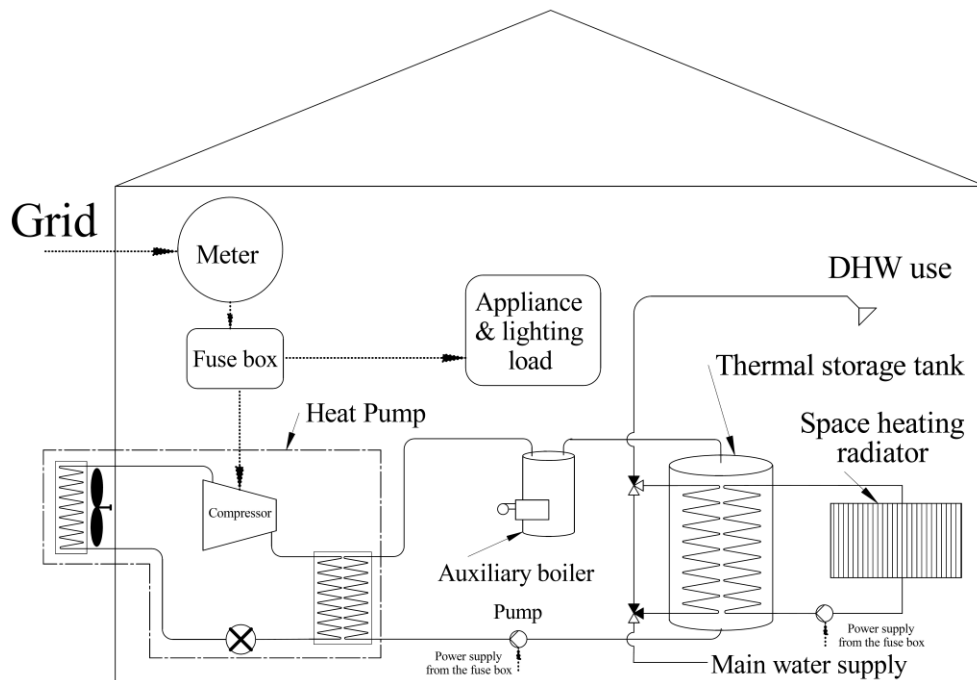 Grid
Meter
DHW use
Appliance
& lighting
load
Fuse box
Thermal storage tank
Heat Pump
Space heating
radiator
Compressor
Auxiliary boiler
Pump
Power supply
from the fuse box
Power supply
from the fuse box
Main water supply